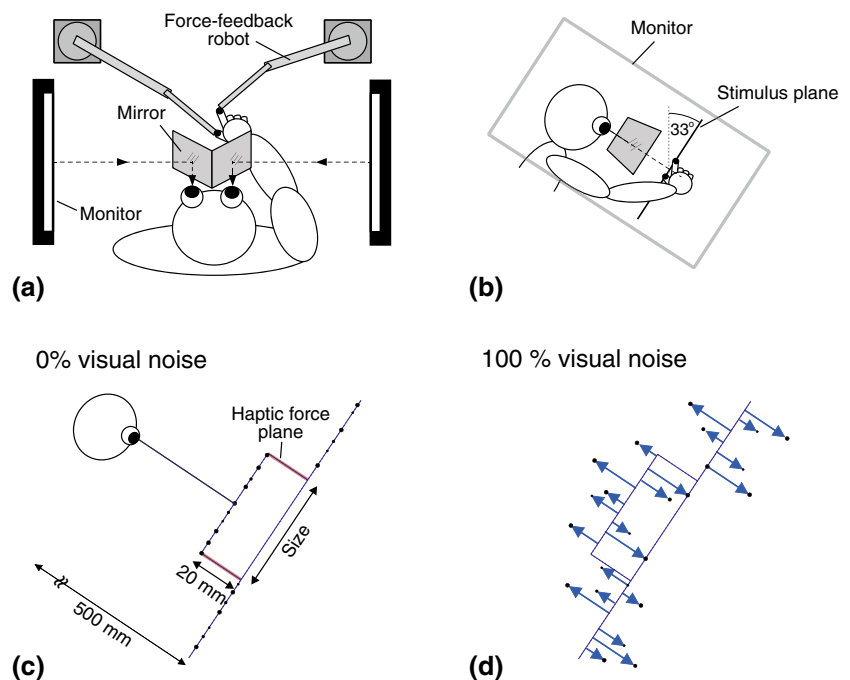 Force-feedback
robot
Mirror
Monitor
(a)
Monitor
Stimulus plane
33°
(b)
0% visual noise
Haptic force
plane
Size
20 mm
500 mm
(c)
100 % visual noise
(d)